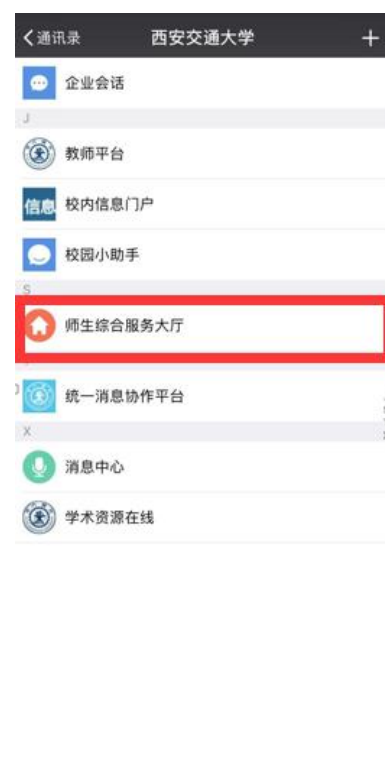 通讯录 西安交通大学
企业会话
J
教师平台
信息 校内信息门户
校园小助手
S
师生综合服务大厅
统一消息协作平台
X
消息中心
学术资源在线